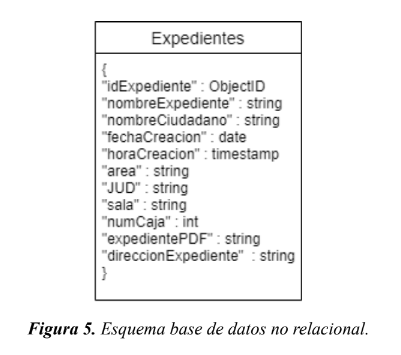 Expedientes
{
"idExpediente" : ObjectID
"nombreExpediente" : string
"nombreCiudadano" : string
"fechaCreacion" : date
"horaCreacion" : timestamp
"area" : string
"JUD" : string
"sala" : string
"numCaja" : int
"expedientePDF" : string
"direccionExpediente" : string
}
Figura 5. Esquema base de datos no relacional.